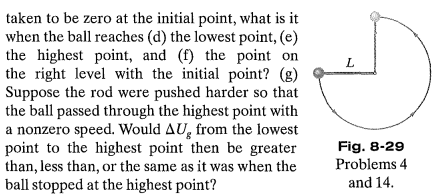 taken to be zero at the initial point, what is it
when the ball reaches (d) the lowest point, (e)
the highest point, and (f) the point on
the right level with the initial point? (g)
Suppose the rod were pushed harder so that
the ball passed through the highest point with
a nonzero speed. Would ΔUg from the lowest
point to the highest point then be greater
than, less than, or the same as it was when the
ball stopped at the highest point?
L
Fig. 8-29
Problems 4
and 14.